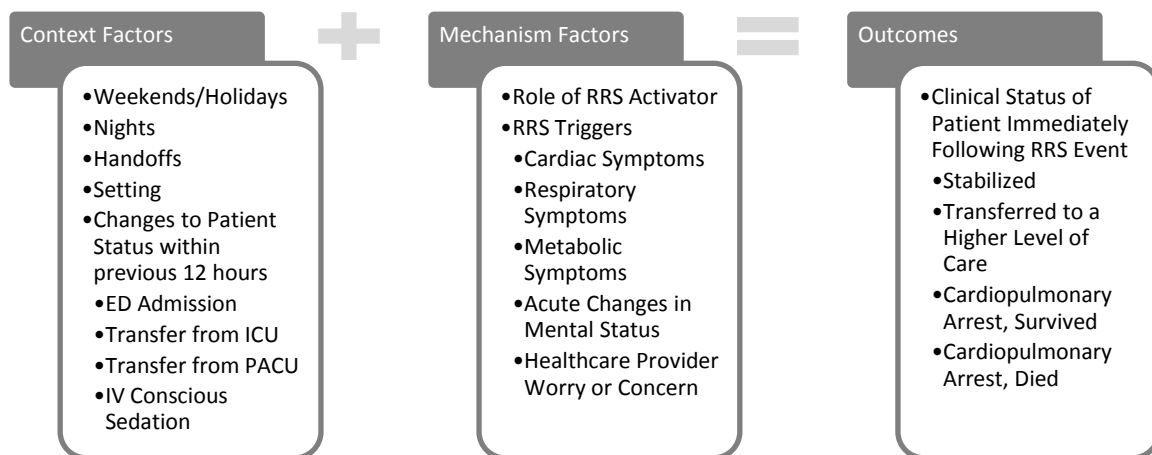 Context Factors
•Weekends/Holidays
•Nights
•Handoffs
•Setting
•Changes to Patient
Status within
previous 12 hours
•ED Admission
•Transfer from ICU
•Transfer from PACU
•IV Conscious
Sedation
+
Mechanism Factors
•Role of RRS Activator
•RRS Triggers
•Cardiac Symptoms
•Respiratory
Symptoms
•Metabolic
Symptoms
•Acute Changes in
Mental Status
•Healthcare Provider
Worry or Concern
=
Outcomes
•Clinical Status of
Patient Immediately
Following RRS Event
•Stabilized
•Transferred to a
Higher Level of
Care
•Cardiopulmonary
Arrest, Survived
•Cardiopulmonary
Arrest, Died